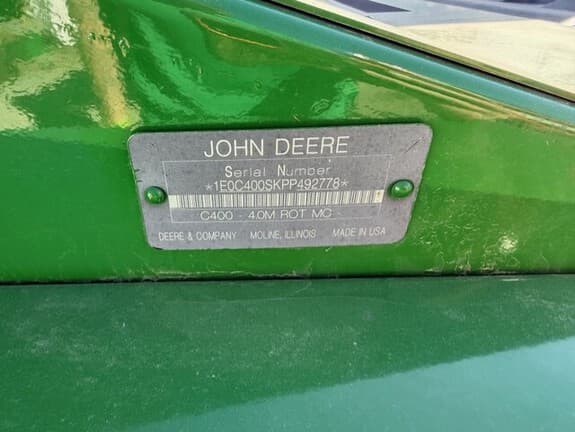 JOHN DEERE
Serial Number
*1E0C400SKPP492778*
C400 - 4.0M ROT MC
DEERE & COMPANY MOLINE, ILLINOIS MADE IN USA